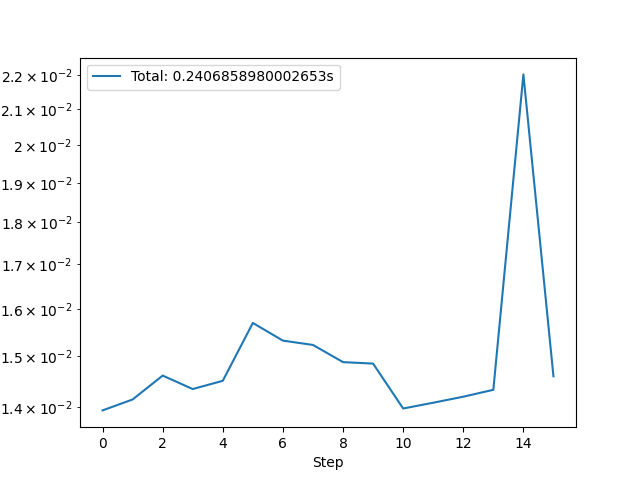 Total: 0.2406858980002653s
2.2 × 10⁻²
2.1 × 10⁻²
2 × 10⁻²
1.9 × 10⁻²
1.8 × 10⁻²
1.7 × 10⁻²
1.6 × 10⁻²
1.5 × 10⁻²
1.4 × 10⁻²
0 2 4 6 8 10 12 14
Step